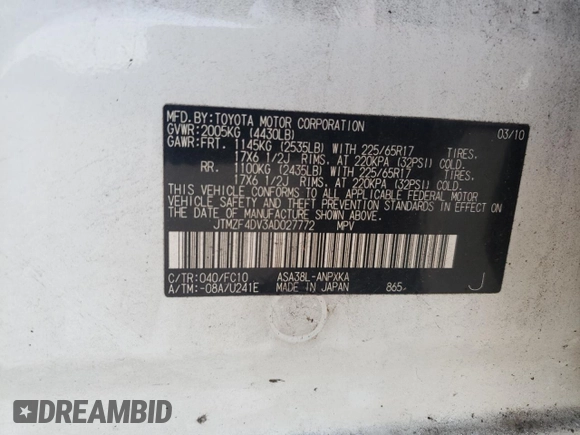 MFD.BY:TOYOTA MOTOR CORPORATION 03/10
GVWR:2005KG (4430LB)
GAWR:FRT. 1145KG (2535LB) WITH 225/65R17 TIRES.
17X6 1/2J RIMS. AT 220KPA (32PSI) COLD.
RR. 1100KG (2435LB) WITH 225/65R17 TIRES.
17X6 1/2J RIMS. AT 220KPA (32PSI) COLD.
THIS VEHICLE CONFORMS TO ALL APPLICABLE FEDERAL MOTOR
VEHICLE SAFETY AND THEFT PREVENTION STANDARDS IN EFFECT
ON THE DATE OF MANUFACTURE SHOWN ABOVE.
JTMZF4DV3AD027772 MPV
C/TR:040/FC10 ASA38L-ANPXKA J
A/TM:-08A/U241E MADE IN JAPAN 865
DREAMBID